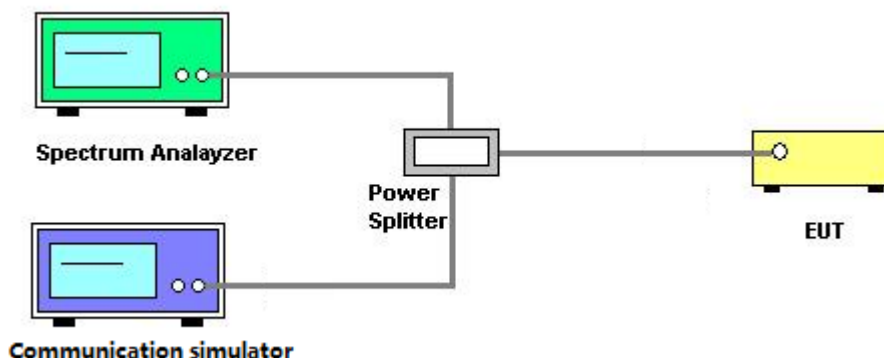 Spectrum Analayzer
Power
Splitter
EUT
Communication simulator